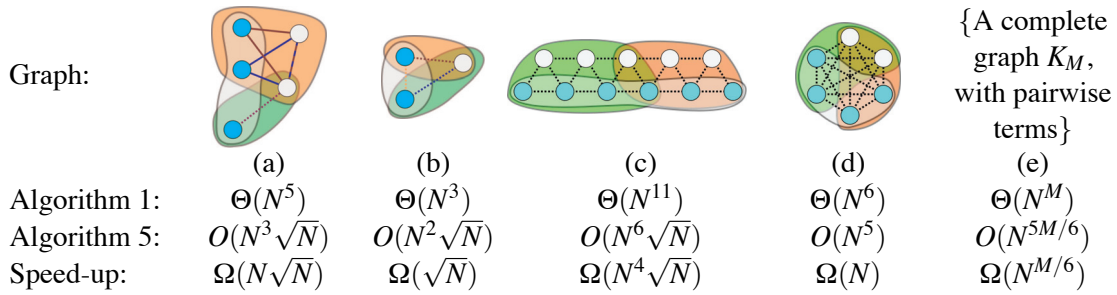 Graph: {A complete graph K_M, with pairwise terms}
(a) (b) (c) (d) (e)
Algorithm 1: Θ(N^5) Θ(N^3) Θ(N^11) Θ(N^6) Θ(N^M)
Algorithm 5: O(N^3√N) O(N^2√N) O(N^6√N) O(N^5) O(N^{5M/6})
Speed-up: Ω(N√N) Ω(√N) Ω(N^4√N) Ω(N) Ω(N^{M/6})